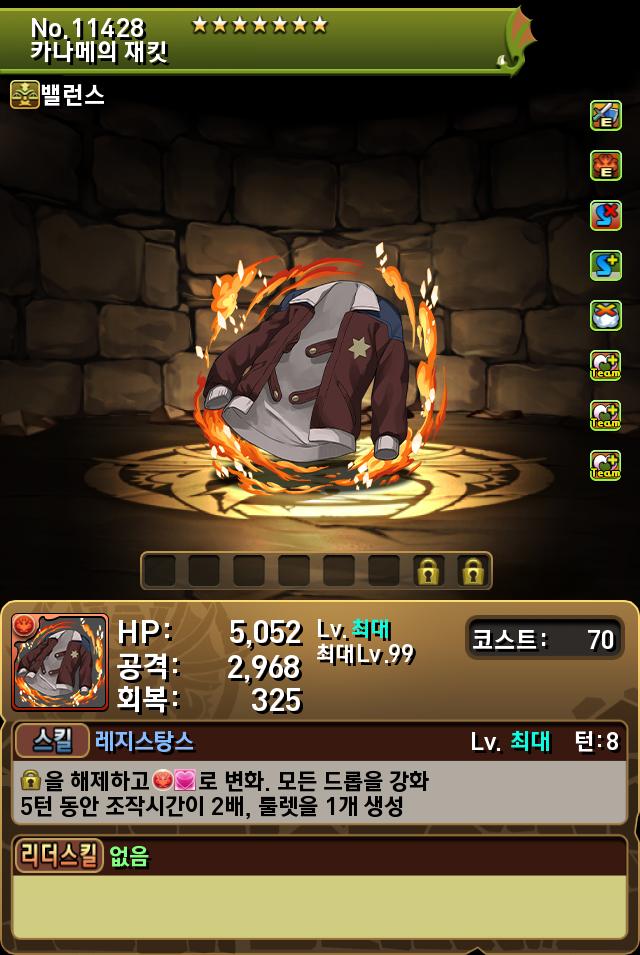 No.11428
카나메의 재킷
밸런스
E
E
Team
Team
Team
HP: 5,052
공격: 2,968
회복: 325
Lv.최대
최대Lv.99
코스트: 70
스킬 레지스탕스 Lv. 최대 턴:8
을 해제하고 로 변화. 모든 드롭을 강화
5턴 동안 조작시간이 2배, 룰렛을 1개 생성
리더스킬 없음